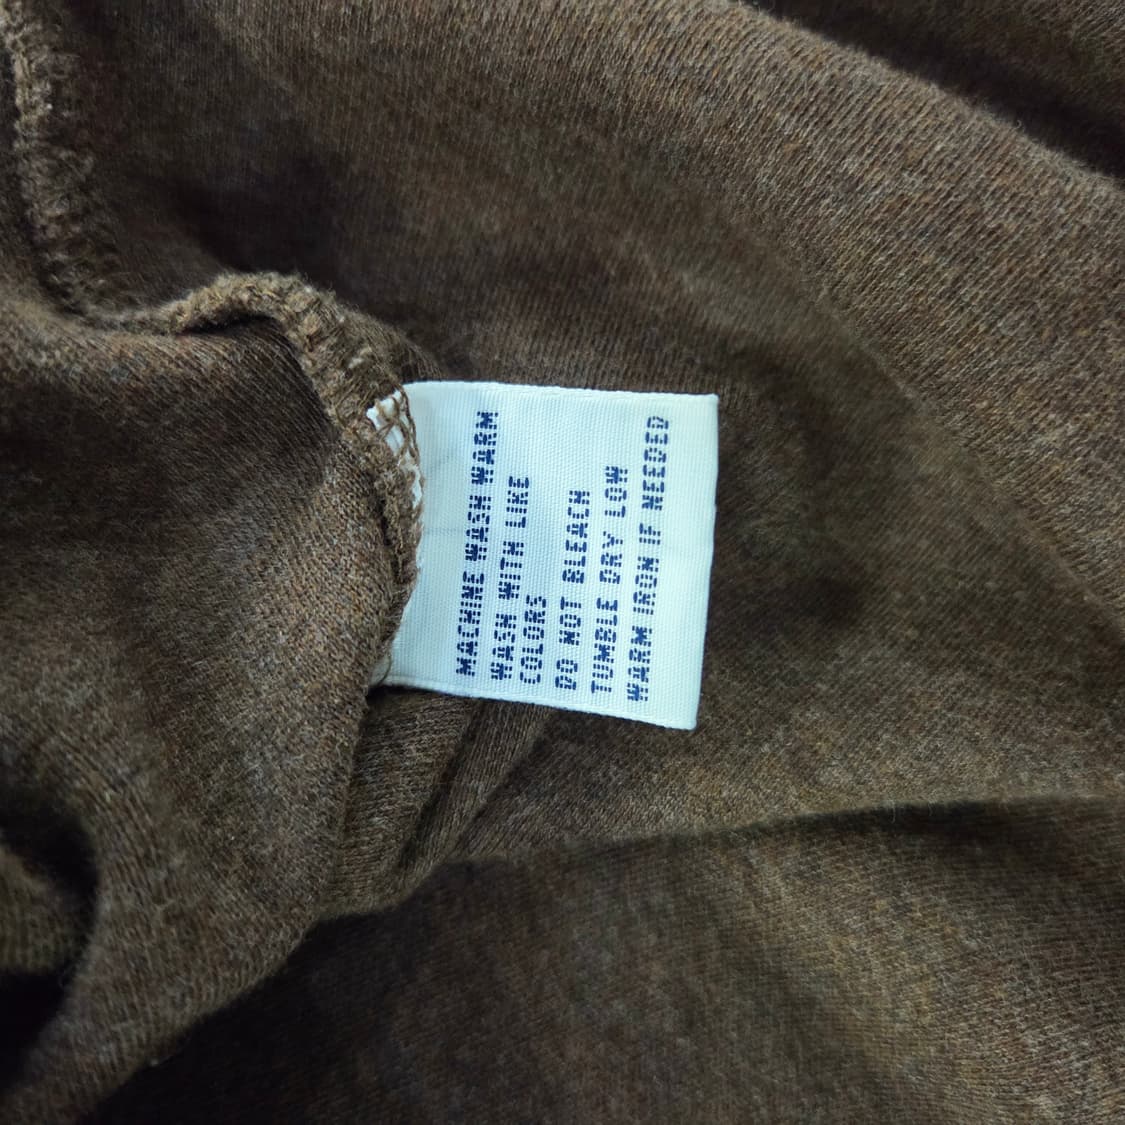 MACHINE WASH WARM
WASH WITH LIKE
COLORS
DO NOT BLEACH
TUMBLE DRY LOW
WARM IRON IF NEEDED